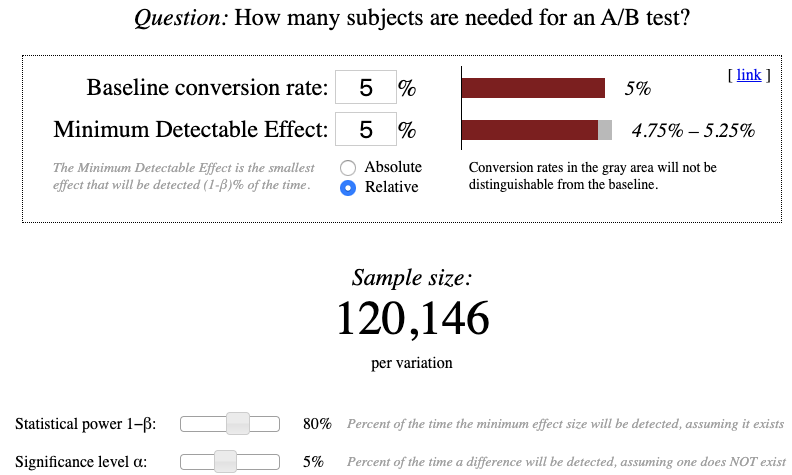 Question: How many subjects are needed for an A/B test?
[ link ]
Baseline conversion rate: 5 % 5%
Minimum Detectable Effect: 5 % 4.75% – 5.25%
The Minimum Detectable Effect is the smallest
effect that will be detected (1-β)% of the time.
Absolute
Relative
Conversion rates in the gray area will not be
distinguishable from the baseline.
Sample size:
120,146
per variation
Statistical power 1−β: 80% Percent of the time the minimum effect size will be detected, assuming it exists
Significance level α: 5% Percent of the time a difference will be detected, assuming one does NOT exist